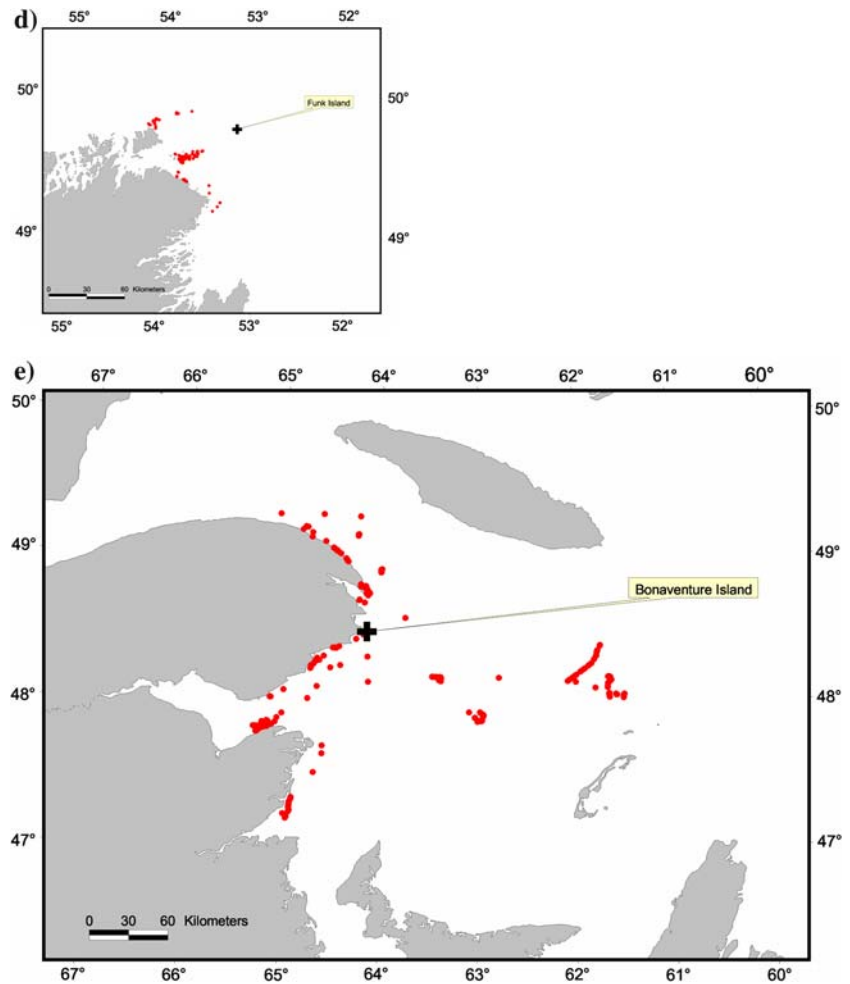 d)
55° 54° 53° 52°
50° 50°
Funk Island
49° 49°
0 30 60 Kilometers
55° 54° 53° 52°
e)
67° 66° 65° 64° 63° 62° 61° 60°
50° 50°
49° 49°
Bonaventure Island
48° 48°
47° 47°
0 30 60 Kilometers
67° 66° 65° 64° 63° 62° 61° 60°